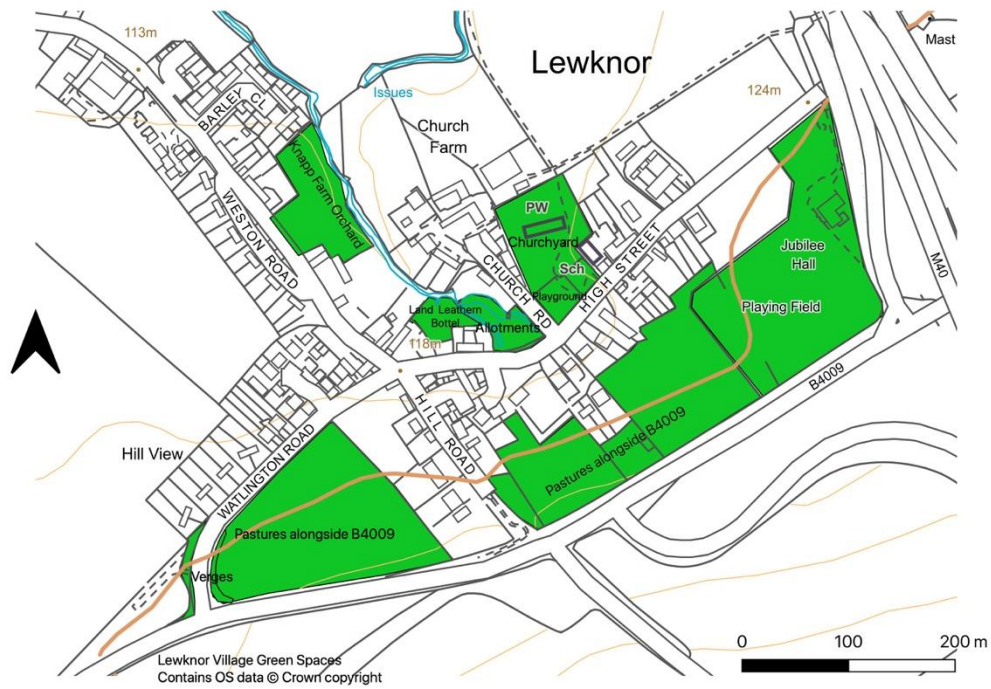 113m
Lewknor
Mast
BARLEY CL
Issues
124m
Church
Farm
Knapp Farm Orchard
PW
Churchyard
WESTON ROAD
CHURCH RD
Sch
HIGH STREET
Jubilee
Hall
M40
Playground
Land Leathern
Bottel
Allotments
Playing Field
118m
B4009
HILL ROAD
Hill View
WATLINGTON ROAD
Pastures alongside B4009
Pastures alongside B4009
Verges
0 100 200 m
Lewknor Village Green Spaces
Contains OS data © Crown copyright